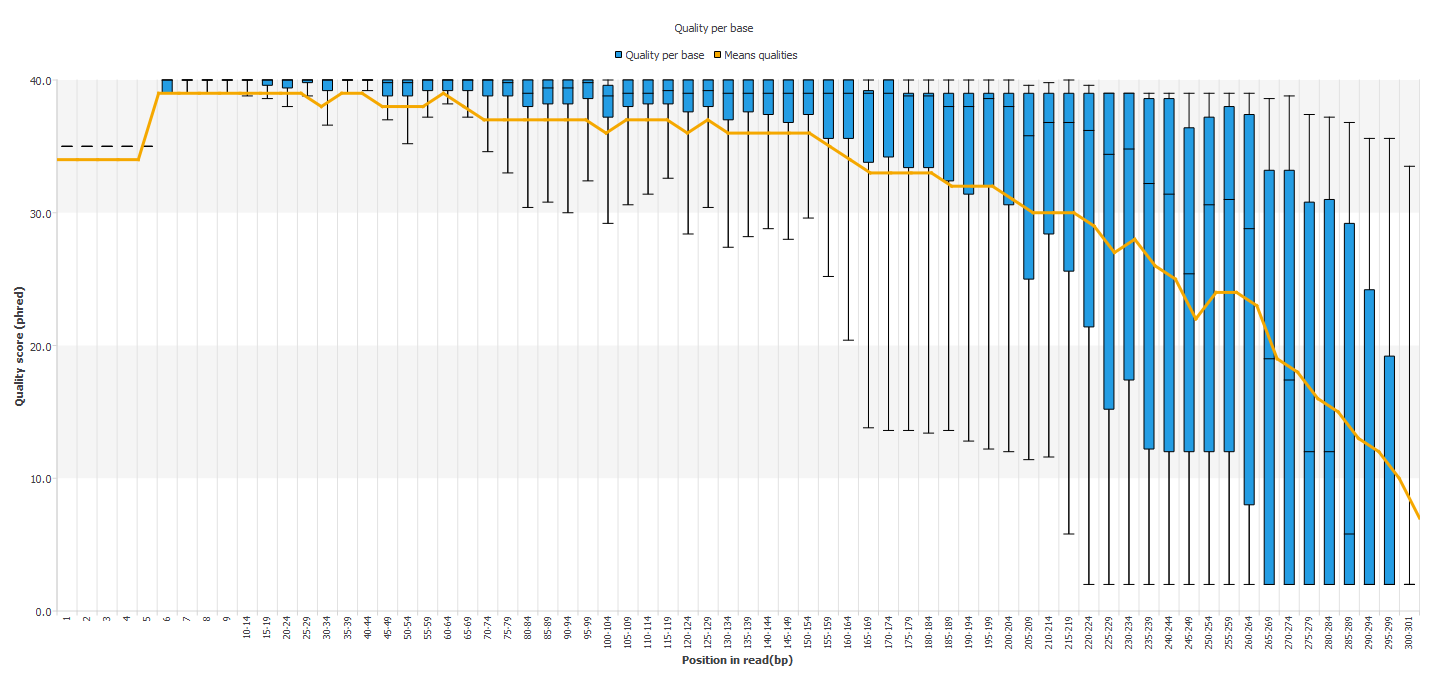 Quality per base
Quality per base Means qualities
40.0
30.0
20.0
10.0
0.0
Quality score (phred)
1 2 3 4 5 6 7 8 9 10-14 15-19 20-24 25-29 30-34 35-39 40-44 45-49 50-54 55-59 60-64 65-69 70-74 75-79 80-84 85-89 90-94 95-99 100-104 105-109 110-114 115-119 120-124 125-129 130-134 135-139 140-144 145-149 150-154 155-159 160-164 165-169 170-174 175-179 180-184 185-189 190-194 195-199 200-204 205-209 210-214 215-219 220-224 225-229 230-234 235-239 240-244 245-249 250-254 255-259 260-264 265-269 270-274 275-279 280-284 285-289 290-294 295-299 300-301
Position in read(bp)